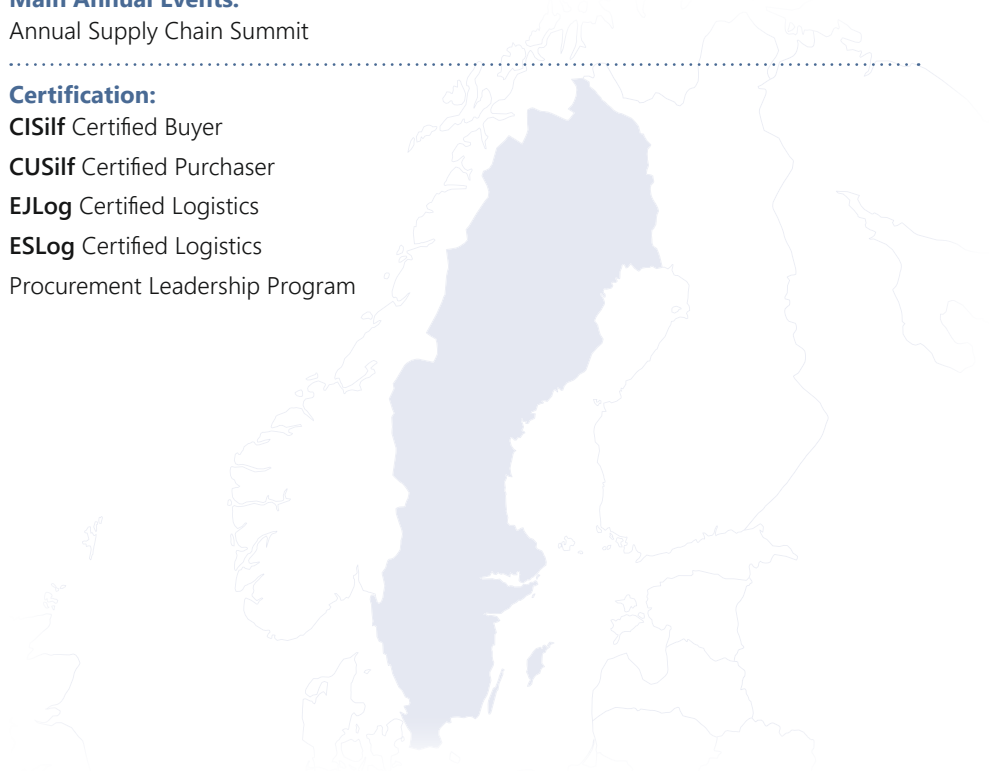 Main Annual Events:
Annual Supply Chain Summit
Certification:
CISilf Certified Buyer
CUSilf Certified Purchaser
EJLog Certified Logistics
ESLog Certified Logistics
Procurement Leadership Program